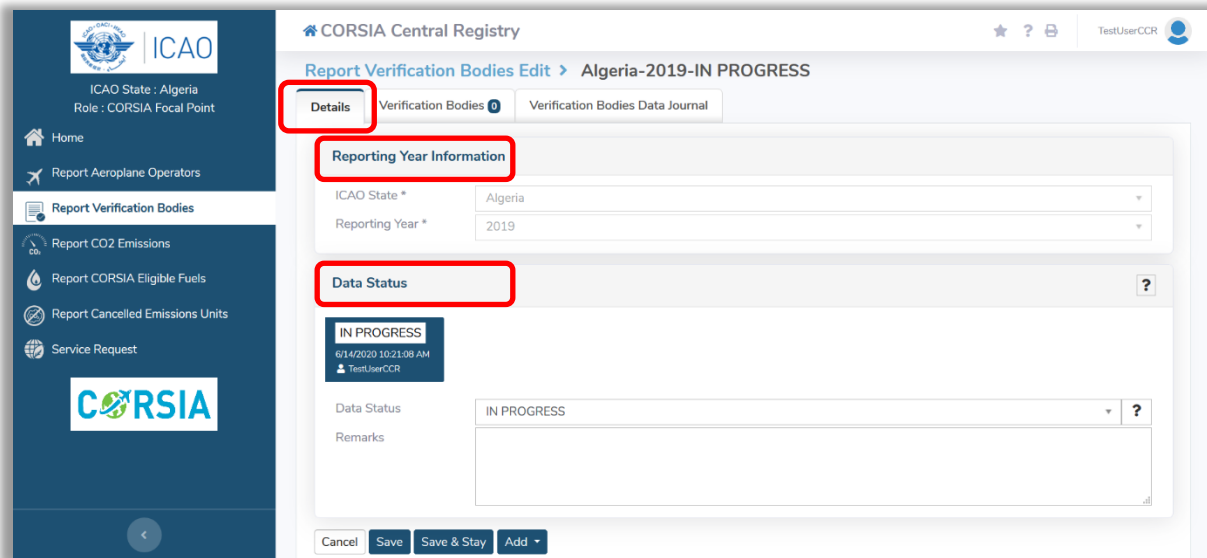 ICAO
ICAO State : Algeria
Role : CORSIA Focal Point
Home
Report Aeroplane Operators
Report Verification Bodies
CO₂
Report CO2 Emissions
Report CORSIA Eligible Fuels
Report Cancelled Emissions Units
Service Request
CORSIA
CORSIA Central Registry
? TestUserCCR
Report Verification Bodies Edit > Algeria-2019-IN PROGRESS
Details Verification Bodies 0 Verification Bodies Data Journal
Reporting Year Information
ICAO State * Algeria
Reporting Year * 2019
Data Status ?
IN PROGRESS
6/14/2020 10:21:08 AM
TestUserCCR
Data Status IN PROGRESS ?
Remarks
Cancel Save Save & Stay Add